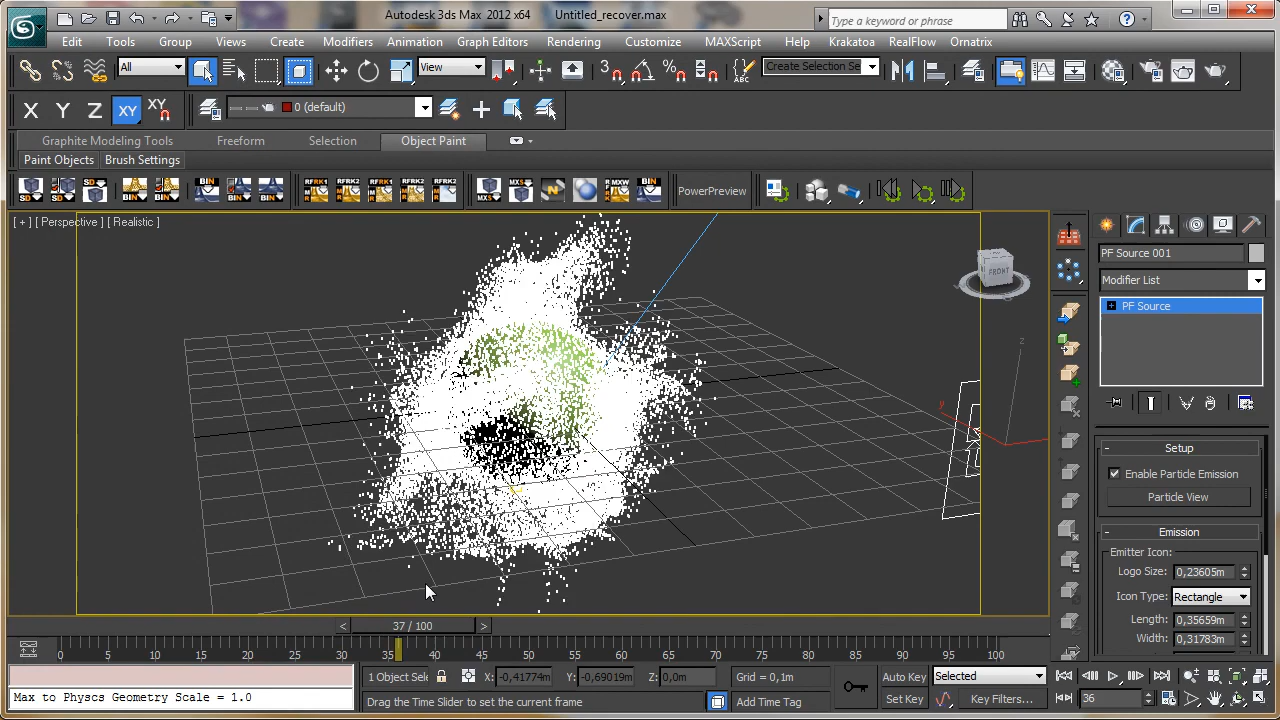 Autodesk 3ds Max 2012 x64 Untitled_recover.max
Type a keyword or phrase
Edit Tools Group Views Create Modifiers Animation Graph Editors Rendering Customize MAXScript Help Krakatoa RealFlow Ornatrix
All View Create Selection Se
X Y Z XY XY 0 (default)
Graphite Modeling Tools Freeform Selection Object Paint
Paint Objects Brush Settings
PowerPreview
[ + ] [ Perspective ] [ Realistic ]
FRONT
PF Source 001
Modifier List
PF Source
z
y
Setup
Enable Particle Emission
Particle View
Emission
Emitter Icon:
Logo Size: 0,23605m
Icon Type: Rectangle
Length: 0,35659m
Width: 0,31783m
< 37 / 100 >
0 5 10 15 20 25 30 35 40 45 50 55 60 65 70 75 80 85 90 95 100
1 Object Sel X: -0,41774m Y: -0,69019m Z: 0,0m Grid = 0,1m Auto Key Selected
Max to Physcs Geometry Scale = 1.0 Drag the Time Slider to set the current frame Add Time Tag Set Key Key Filters... 36